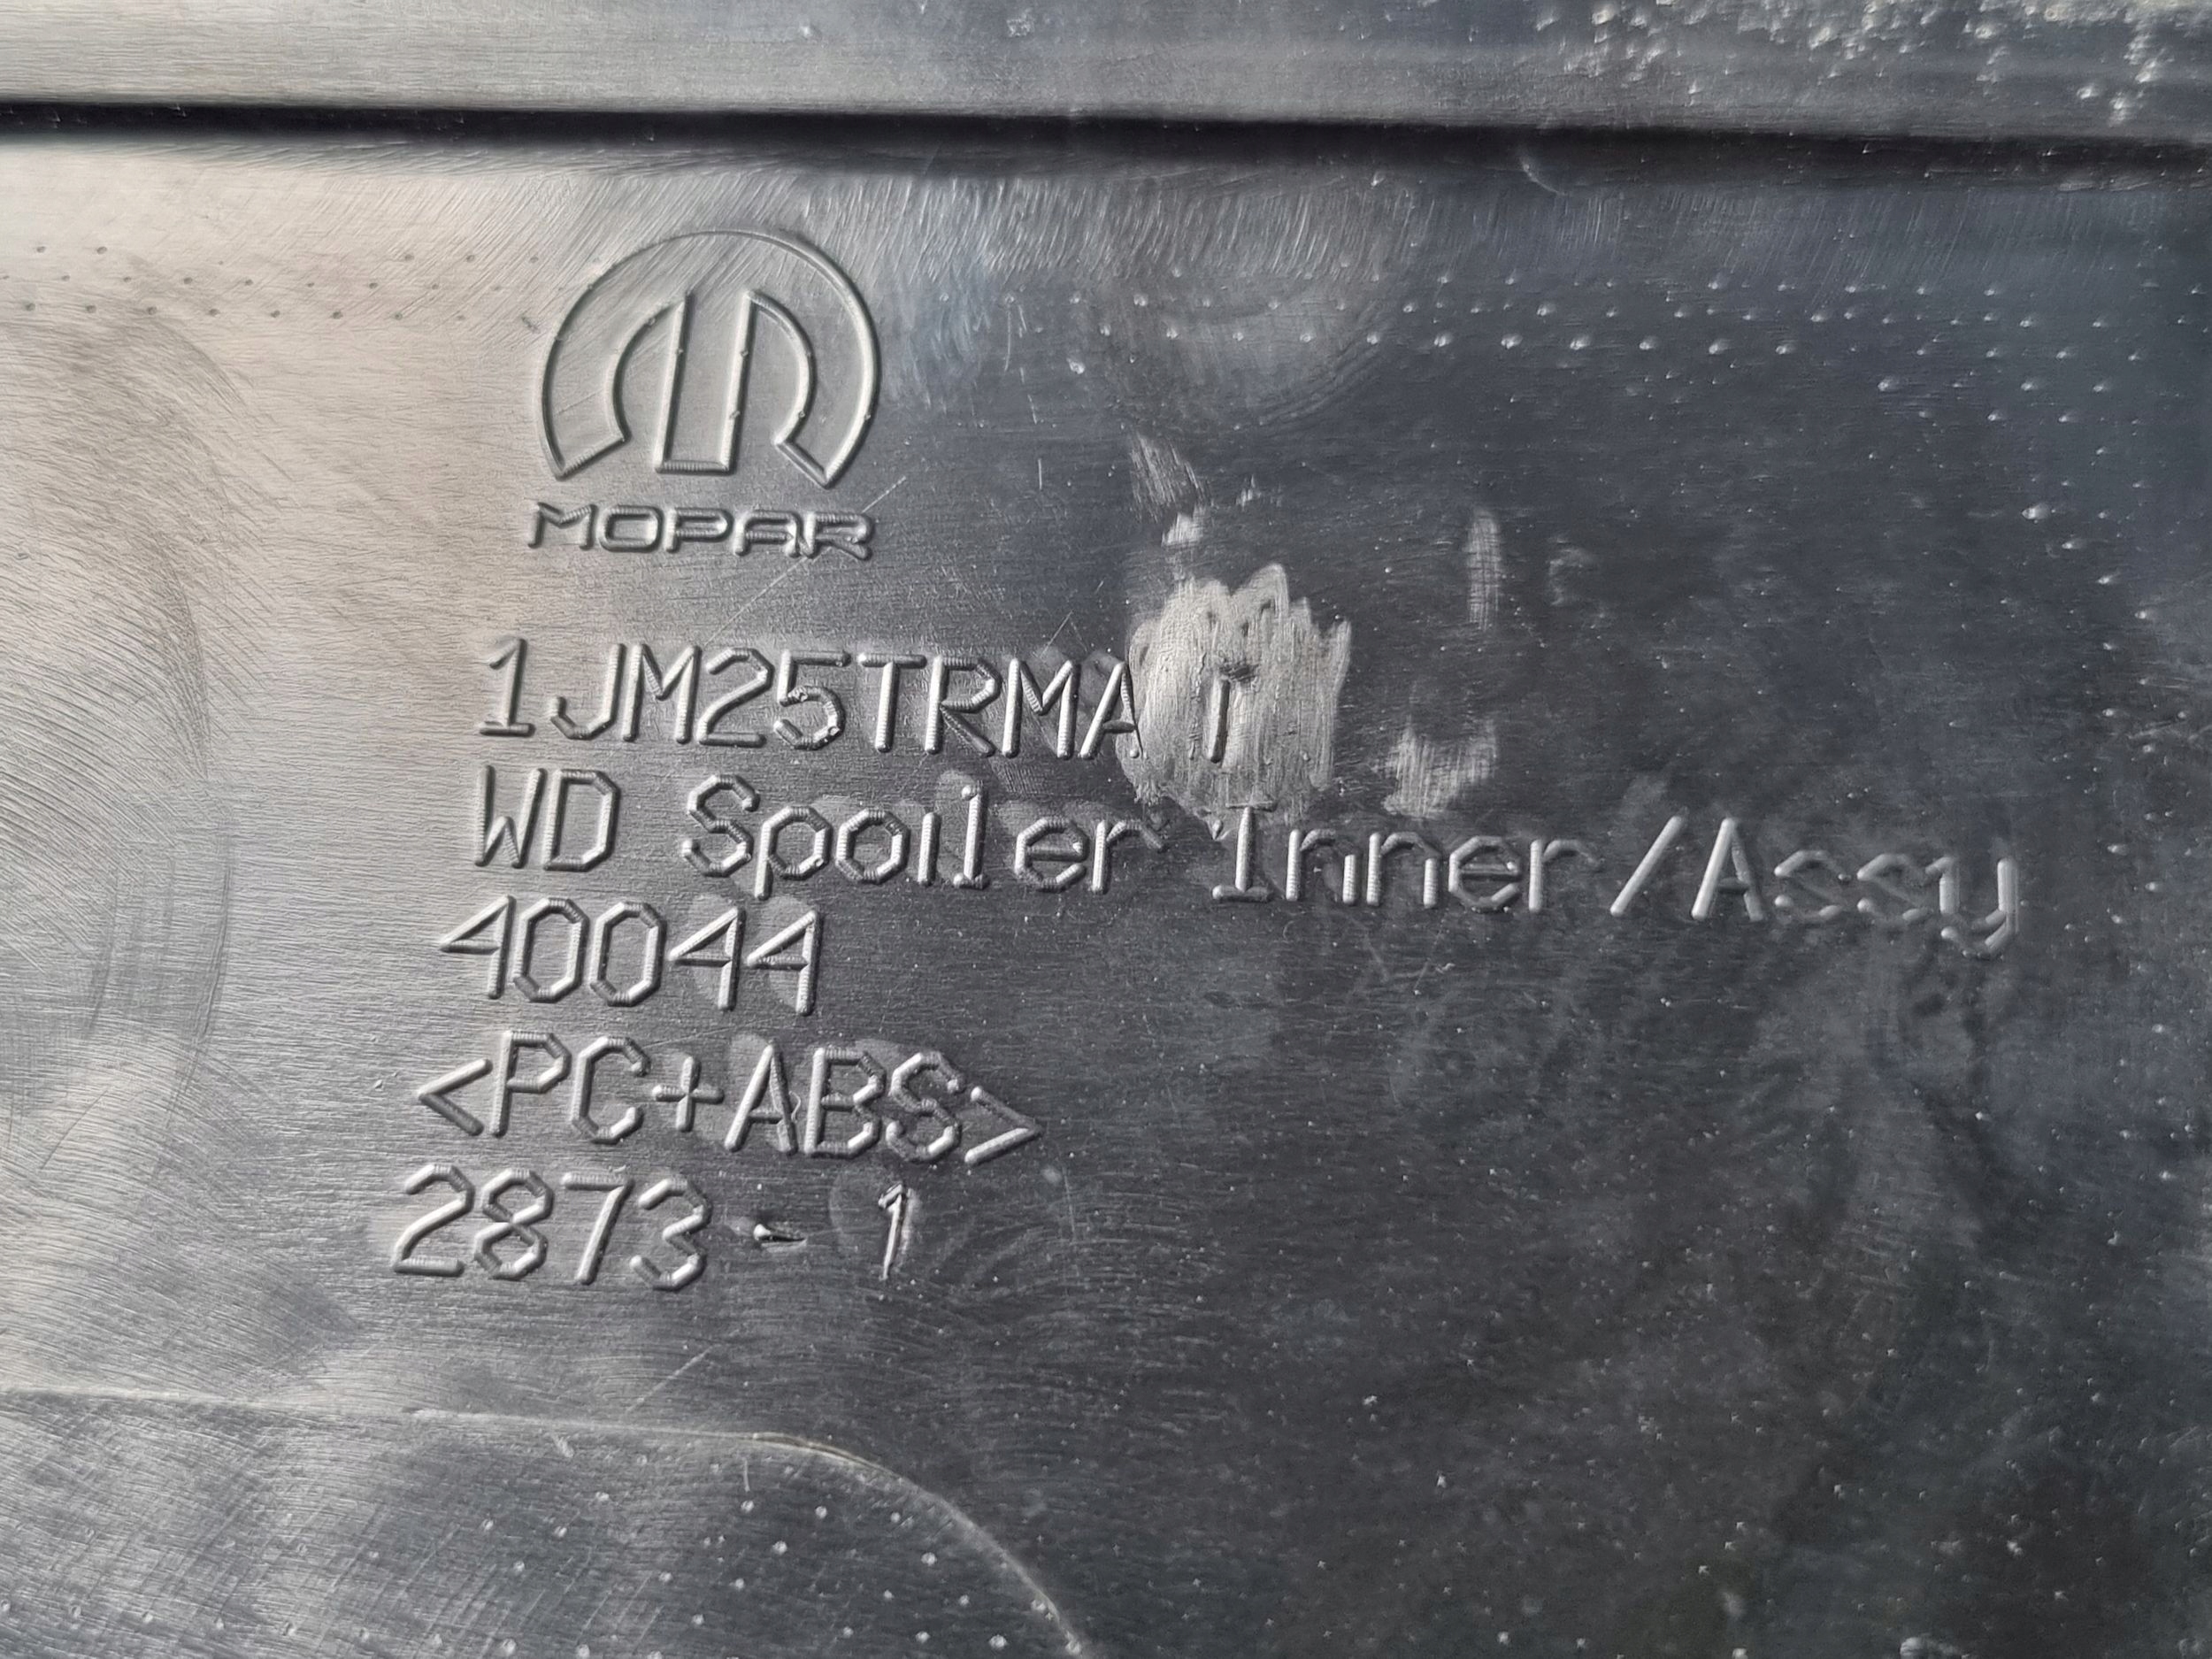 MOPAR
1JM25TRMA
WD Spoiler Inner/Assy
40044
<PC+ABS>
2873-1